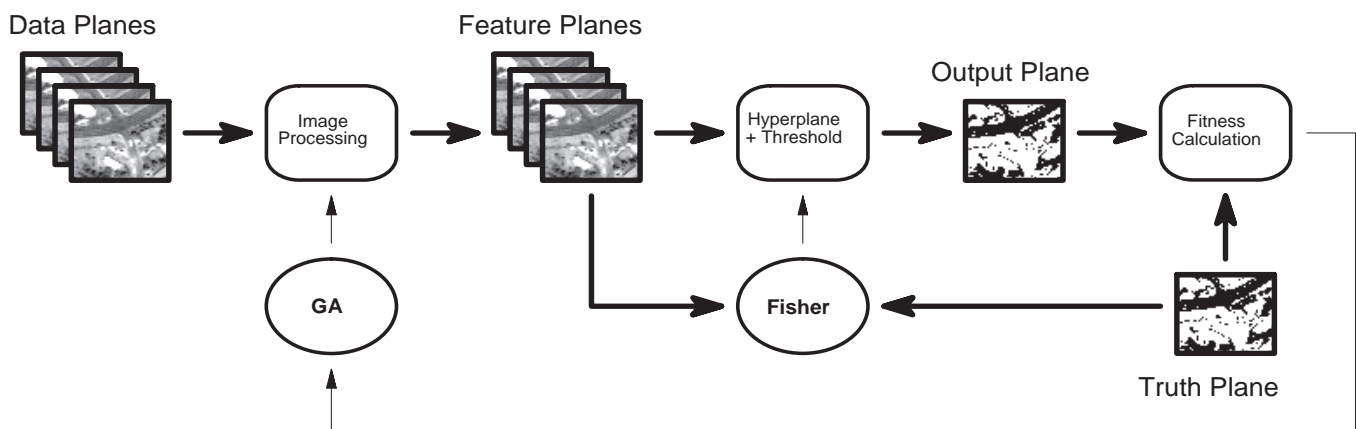 Data Planes
Feature Planes
Output Plane
Image
Processing
Hyperplane
+ Threshold
Fitness
Calculation
GA
Fisher
Truth Plane